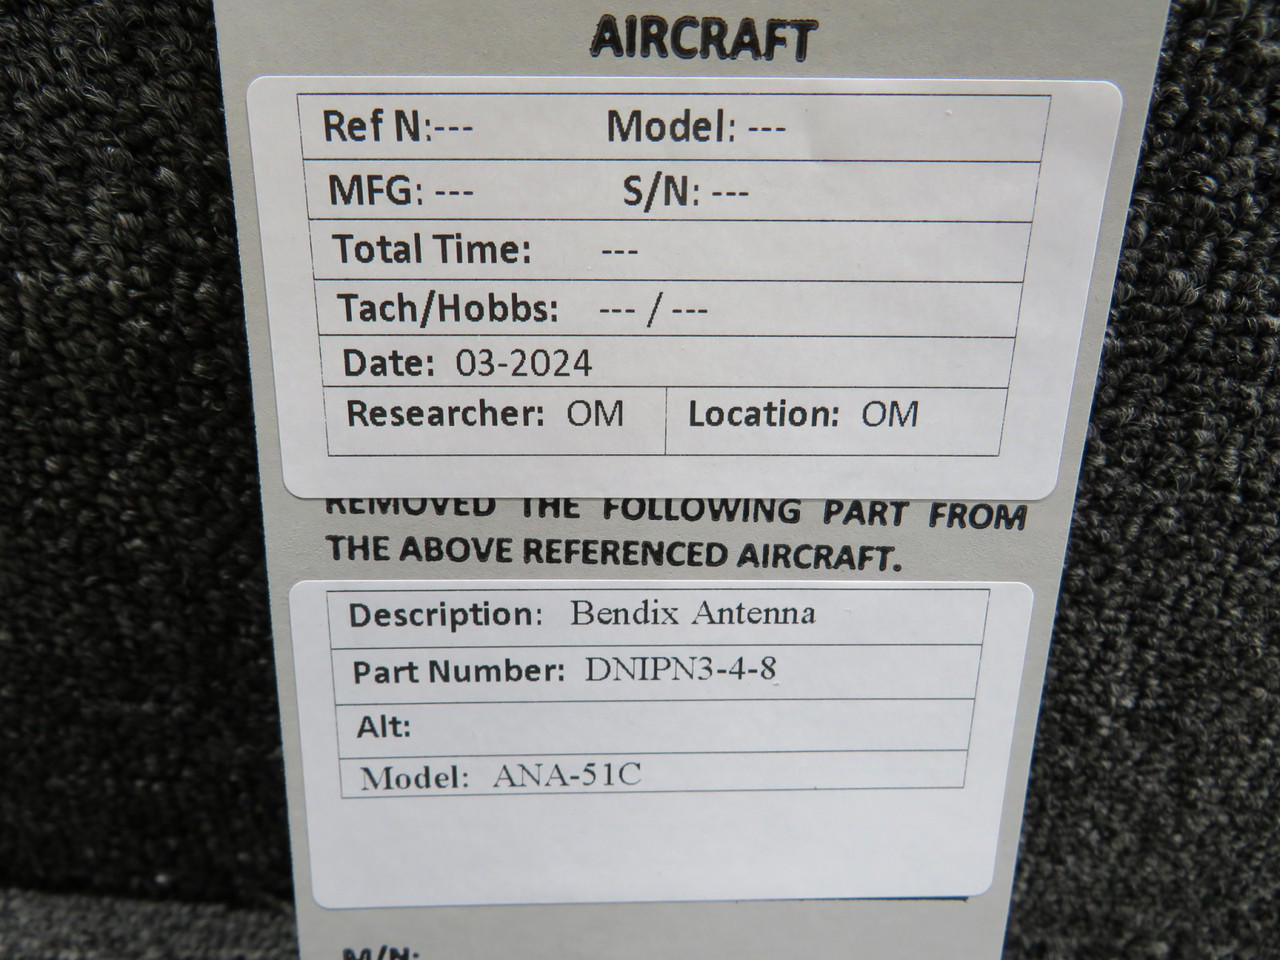 AIRCRAFT
Ref N:--- Model: ---
MFG: --- S/N: ---
Total Time: ---
Tach/Hobbs: --- / ---
Date: 03-2024
Researcher: OM Location: OM
REMOVED THE FOLLOWING PART FROM
THE ABOVE REFERENCED AIRCRAFT.
Description: Bendix Antenna
Part Number: DNIPN3-4-8
Alt:
Model: ANA-51C
M/N: